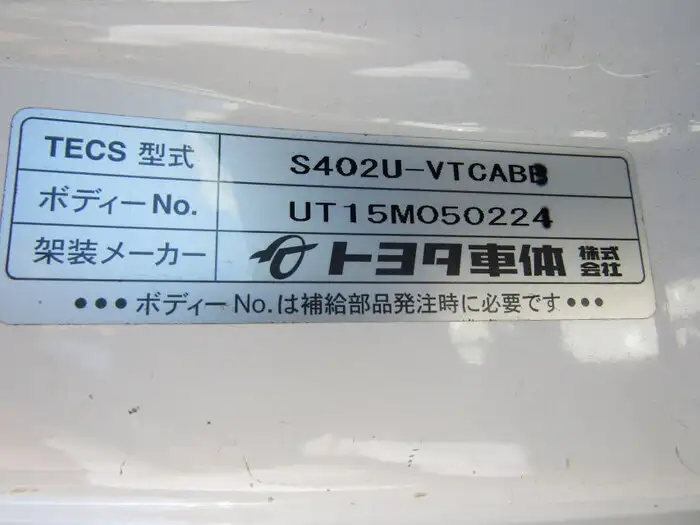 TECS 型式 S402U-VTCABB
ボディーNo. UT15M050224
架装メーカー トヨタ車体 株式会社
•••ボディーNo.は補給部品発注時に必要です•••